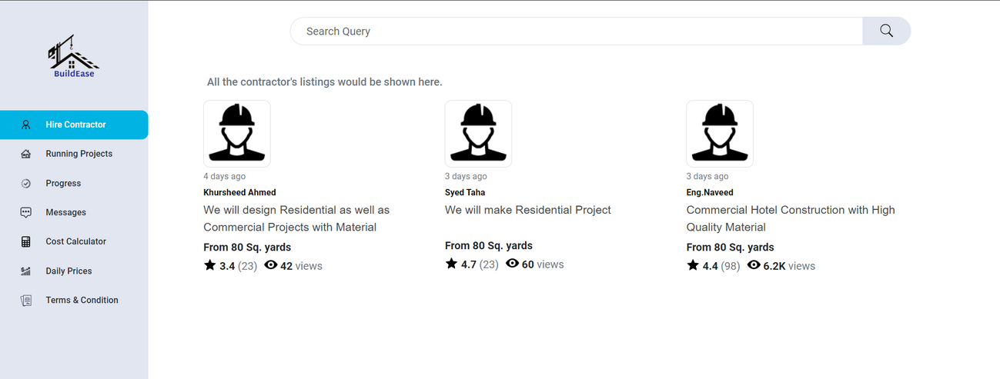 BuildEase
Hire Contractor
Running Projects
Progress
Messages
Cost Calculator
Daily Prices
Terms & Condition
Search Query
All the contractor's listings would be shown here.
4 days ago
Khursheed Ahmed
We will design Residential as well as
Commercial Projects with Material
From 80 Sq. yards
3.4 (23) 42 views
3 days ago
Syed Taha
We will make Residential Project
From 80 Sq. yards
4.7 (23) 60 views
3 days ago
Eng.Naveed
Commercial Hotel Construction with High
Quality Material
From 80 Sq. yards
4.4 (98) 6.2K views